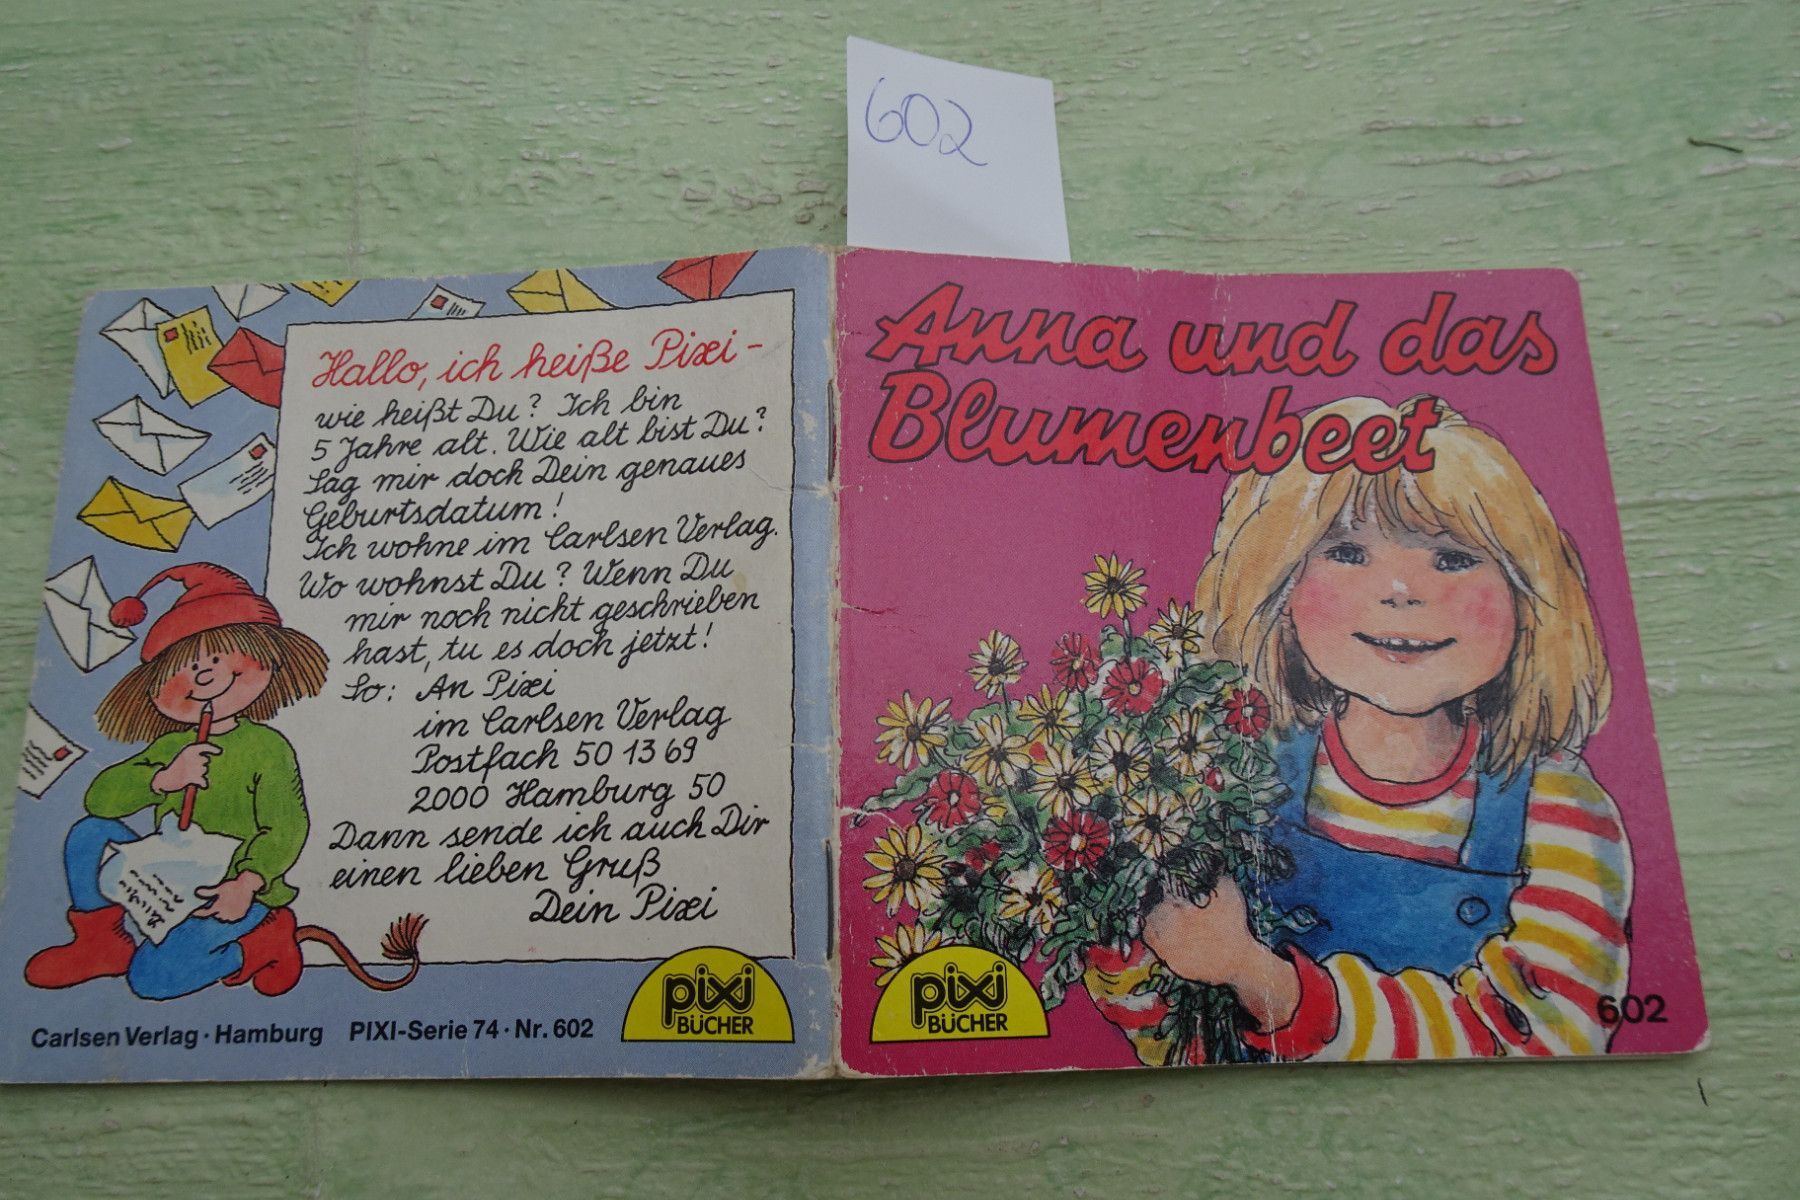 602
Hallo, ich heiße Pixi -
wie heißt Du? Ich bin
5 Jahre alt. Wie alt bist Du?
Sag mir doch Dein genaues
Geburtsdatum!
Ich wohne im Carlsen Verlag.
Wo wohnst Du? Wenn Du
mir noch nicht geschrieben
hast, tu es doch jetzt!
So: An Pixi
im Carlsen Verlag
Postfach 50 13 69
2000 Hamburg 50
Dann sende ich auch Dir
einen lieben Gruß
Dein Pixi
Carlsen Verlag · Hamburg PIXI-Serie 74 · Nr. 602
pixi
BÜCHER
Anna und das
Blumenbeet
pixi
BÜCHER
602